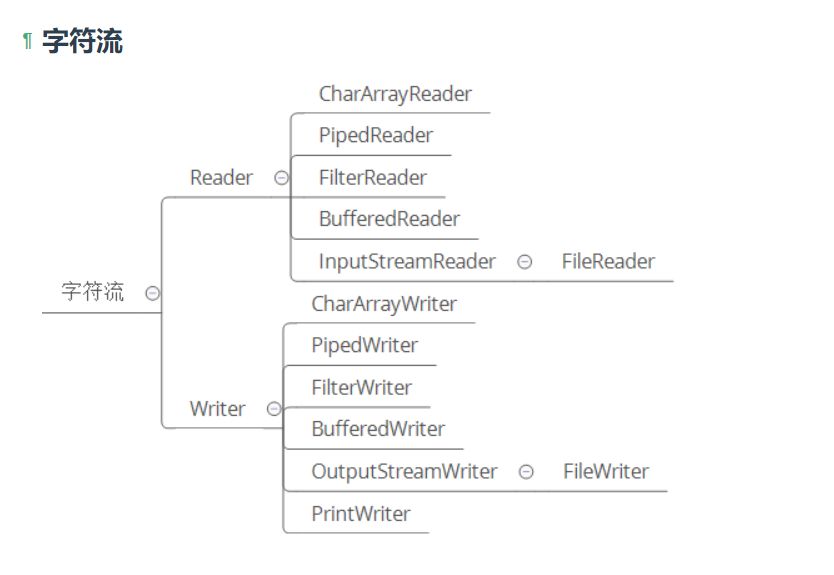 ¶ 字符流
CharArrayReader
PipedReader
Reader
FilterReader
BufferedReader
InputStreamReader
FileReader
字符流
CharArrayWriter
PipedWriter
FilterWriter
Writer
BufferedWriter
OutputStreamWriter
FileWriter
PrintWriter